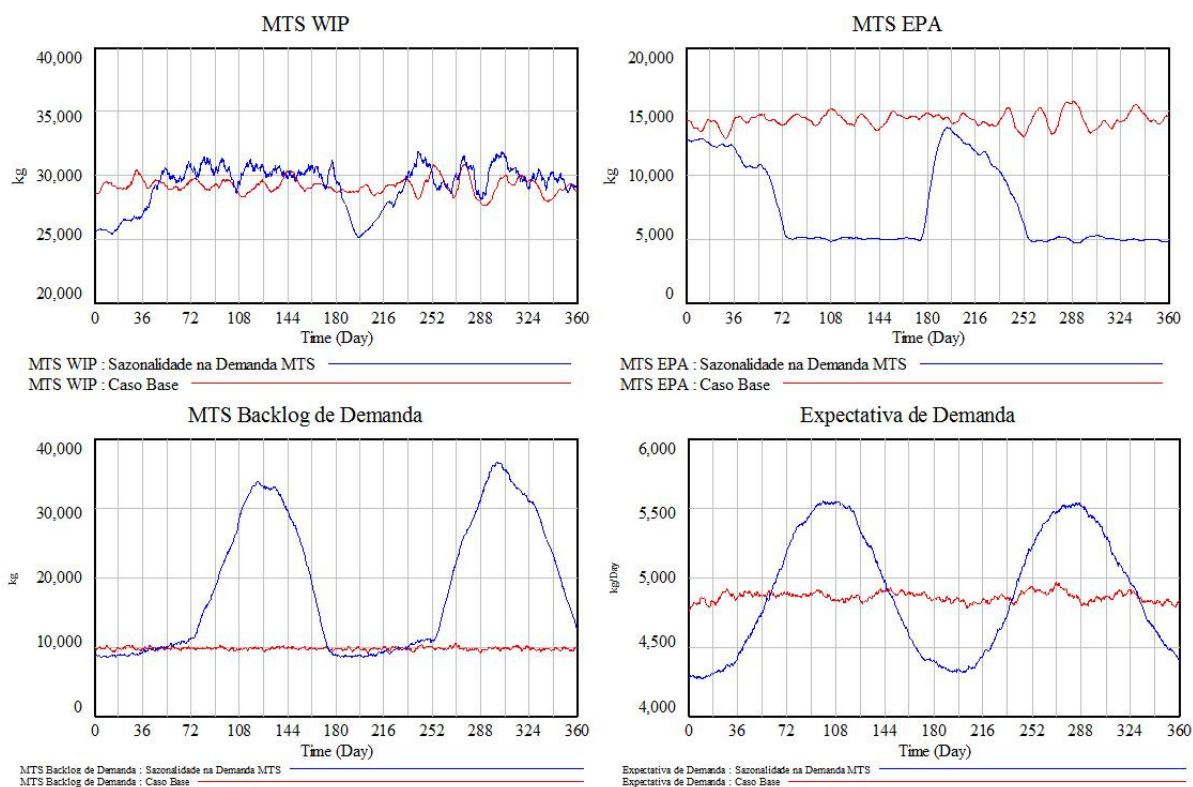 MTS WIP
40,000
35,000
30,000
25,000
20,000
kg
0 36 72 108 144 180 216 252 288 324 360
Time (Day)
MTS WIP : Sazonalidade na Demanda MTS
MTS WIP : Caso Base
MTS EPA
20,000
15,000
10,000
5,000
0
kg
0 36 72 108 144 180 216 252 288 324 360
Time (Day)
MTS EPA : Sazonalidade na Demanda MTS
MTS EPA : Caso Base
MTS Backlog de Demanda
40,000
30,000
20,000
10,000
0
kg
0 36 72 108 144 180 216 252 288 324 360
Time (Day)
MTS Backlog de Demanda : Sazonalidade na Demanda MTS
MTS Backlog de Demanda : Caso Base
Expectativa de Demanda
6,000
5,500
5,000
4,500
4,000
kg/Day
0 36 72 108 144 180 216 252 288 324 360
Time (Day)
Expectativa de Demanda : Sazonalidade na Demanda MTS
Expectativa de Demanda : Caso Base